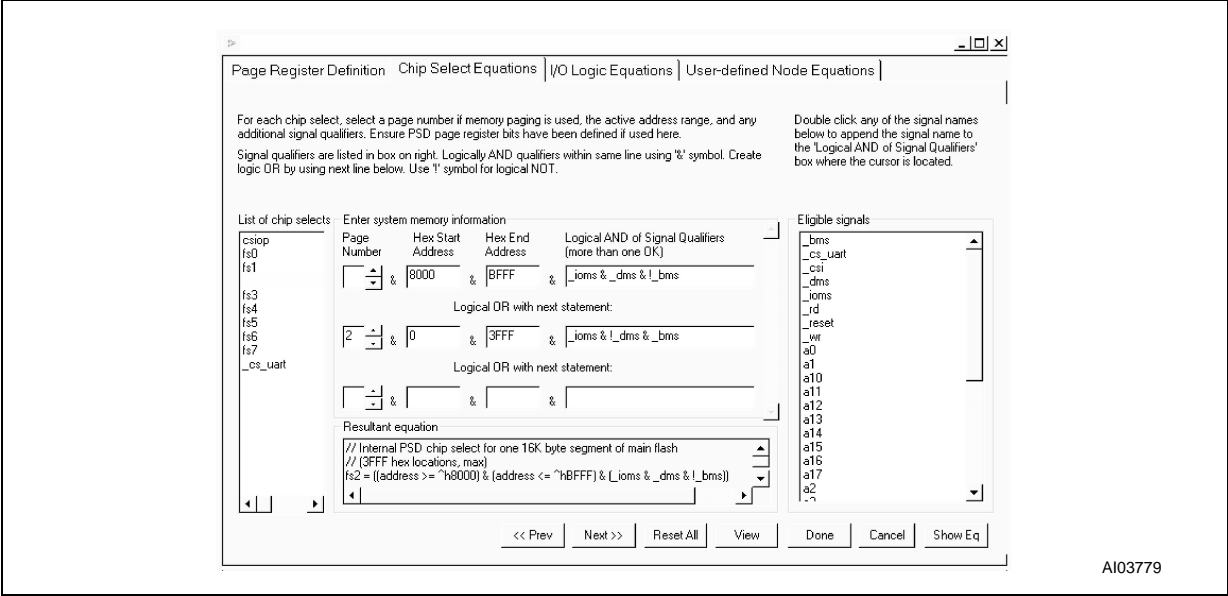 Page Register Definition Chip Select Equations I/O Logic Equations User-defined Node Equations
For each chip select, select a page number if memory paging is used, the active address range, and any
additional signal qualifiers. Ensure PSD page register bits have been defined if used here.
Signal qualifiers are listed in box on right. Logically AND qualifiers within same line using '&' symbol. Create
logic OR by using next line below. Use '!' symbol for logical NOT.
Double click any of the signal names
below to append the signal name to
the 'Logical AND of Signal Qualifiers'
box where the cursor is located.
List of chip selects
csiop
fs0
fs1
fs3
fs4
fs5
fs6
fs7
_cs_uart
Enter system memory information
Page Hex Start Hex End Logical AND of Signal Qualifiers
Number Address Address (more than one OK)
& 8000 & BFFF & _ioms & _dms & !_bms
Logical OR with next statement:
2 & 0 & 3FFF & _ioms & !_dms & _bms
Logical OR with next statement:
& & &
Resultant equation
// Internal PSD chip select for one 16K byte segment of main flash
// (3FFF hex locations, max)
fs2 = ((address >= ^h8000) & (address <= ^hBFFF) & (_ioms & _dms & !_bms))
Eligible signals
_bms
_cs_uart
_csi
_dms
_ioms
_rd
_reset
_wr
a0
a1
a10
a11
a12
a13
a14
a15
a16
a17
a2
<< Prev Next >> Reset All View Done Cancel Show Eq
AI03779